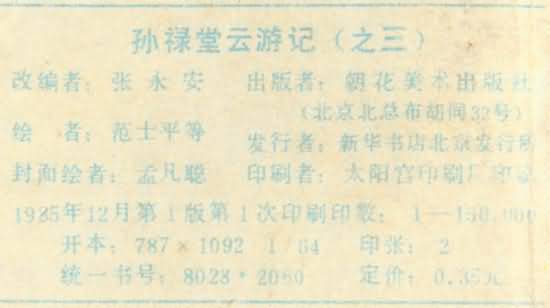 孙禄堂云游记（之三）
改编者：张永安　出版者：朝花美术出版社
（北京北总布胡同32号）
绘　者：范士平等　发行者：新华书店北京发行所
封面绘者：孟凡聪　印刷者：太阳宫印刷厂印刷
1985年12月第1版第1次印刷印数：1—150,000
开本：787×1092　1/64　印张：2
统一书号：8028·2060　定价：0.35元